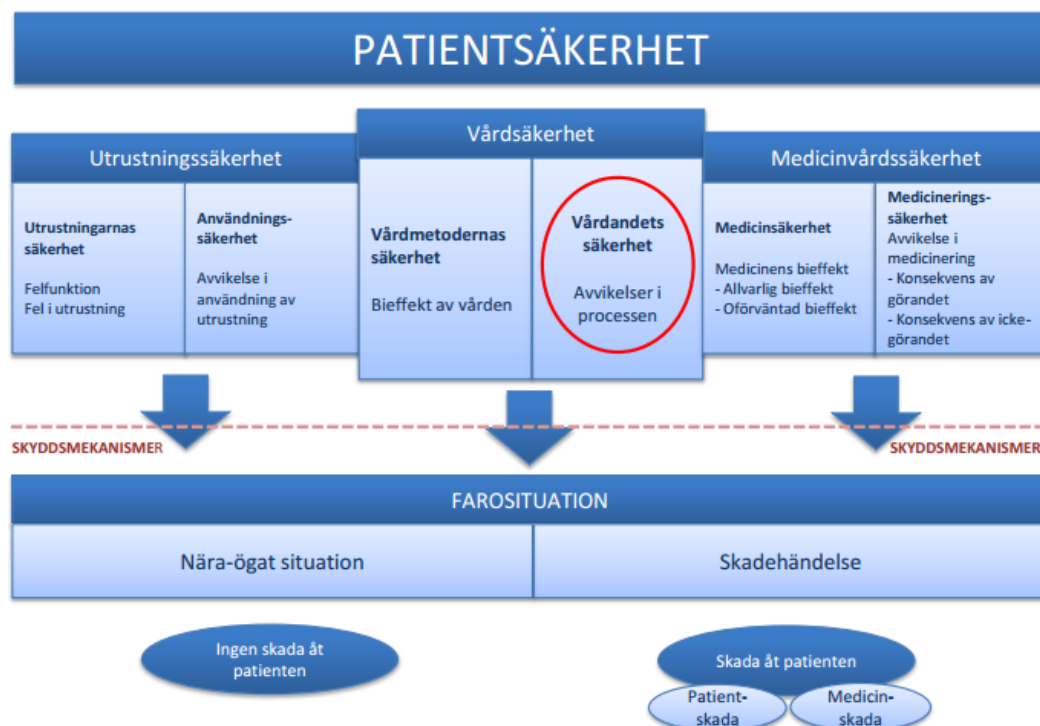 PATIENTSÄKERHET
Utrustningssäkerhet
Utrustningarnas
säkerhet
Felfunktion
Fel i utrustning
Användnings-
säkerhet
Avvikelse i
användning av
utrustning
Vårdsäkerhet
Vårdmetodernas
säkerhet
Bieffekt av vården
Vårdandets
säkerhet
Avvikelser i
processen
Medicinvårdssäkerhet
Medicinsäkerhet
Medicinens bieffekt
- Allvarlig bieffekt
- Oförväntad bieffekt
Medicinerings-
säkerhet
Avvikelse i
medicinering
- Konsekvens av
görandet
- Konsekvens av icke-
görandet
SKYDDSMEKANISMER
SKYDDSMEKANISMER
FAROSITUATION
Nära-ögat situation
Skadehändelse
Ingen skada åt
patienten
Skada åt patienten
Patient-
skada
Medicin-
skada